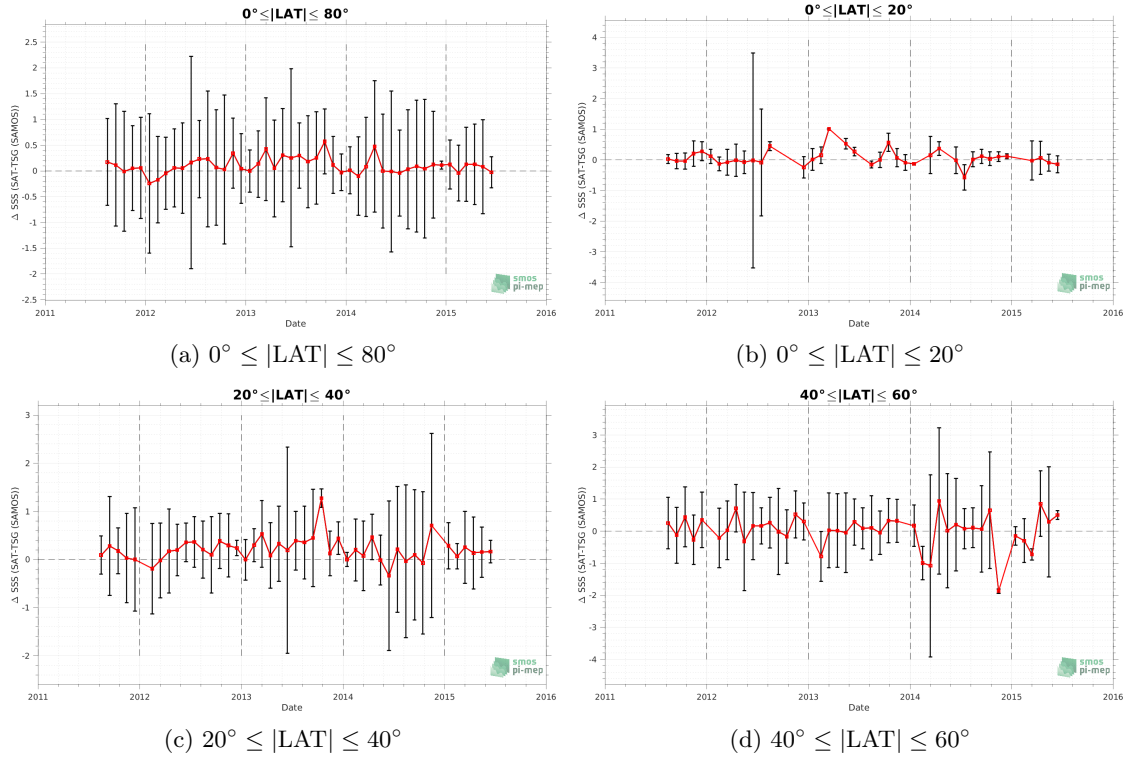 0°≤|LAT|≤ 80°
Δ SSS (SAT-TSG (SAMOS))
2.5
2
1.5
1
0.5
0
-0.5
-1
-1.5
-2
-2.5
2011 2012 2013 2014 2015 2016
Date
smos
pi-mep
(a) 0° ≤ |LAT| ≤ 80°
0°≤|LAT|≤ 20°
Δ SSS (SAT-TSG (SAMOS))
4
3
2
1
0
-1
-2
-3
-4
2011 2012 2013 2014 2015 2016
Date
smos
pi-mep
(b) 0° ≤ |LAT| ≤ 20°
20°≤|LAT|≤ 40°
Δ SSS (SAT-TSG (SAMOS))
3
2
1
0
-1
-2
2011 2012 2013 2014 2015 2016
Date
smos
pi-mep
(c) 20° ≤ |LAT| ≤ 40°
40°≤|LAT|≤ 60°
Δ SSS (SAT-TSG (SAMOS))
3
2
1
0
-1
-2
-3
-4
2011 2012 2013 2014 2015 2016
Date
smos
pi-mep
(d) 40° ≤ |LAT| ≤ 60°